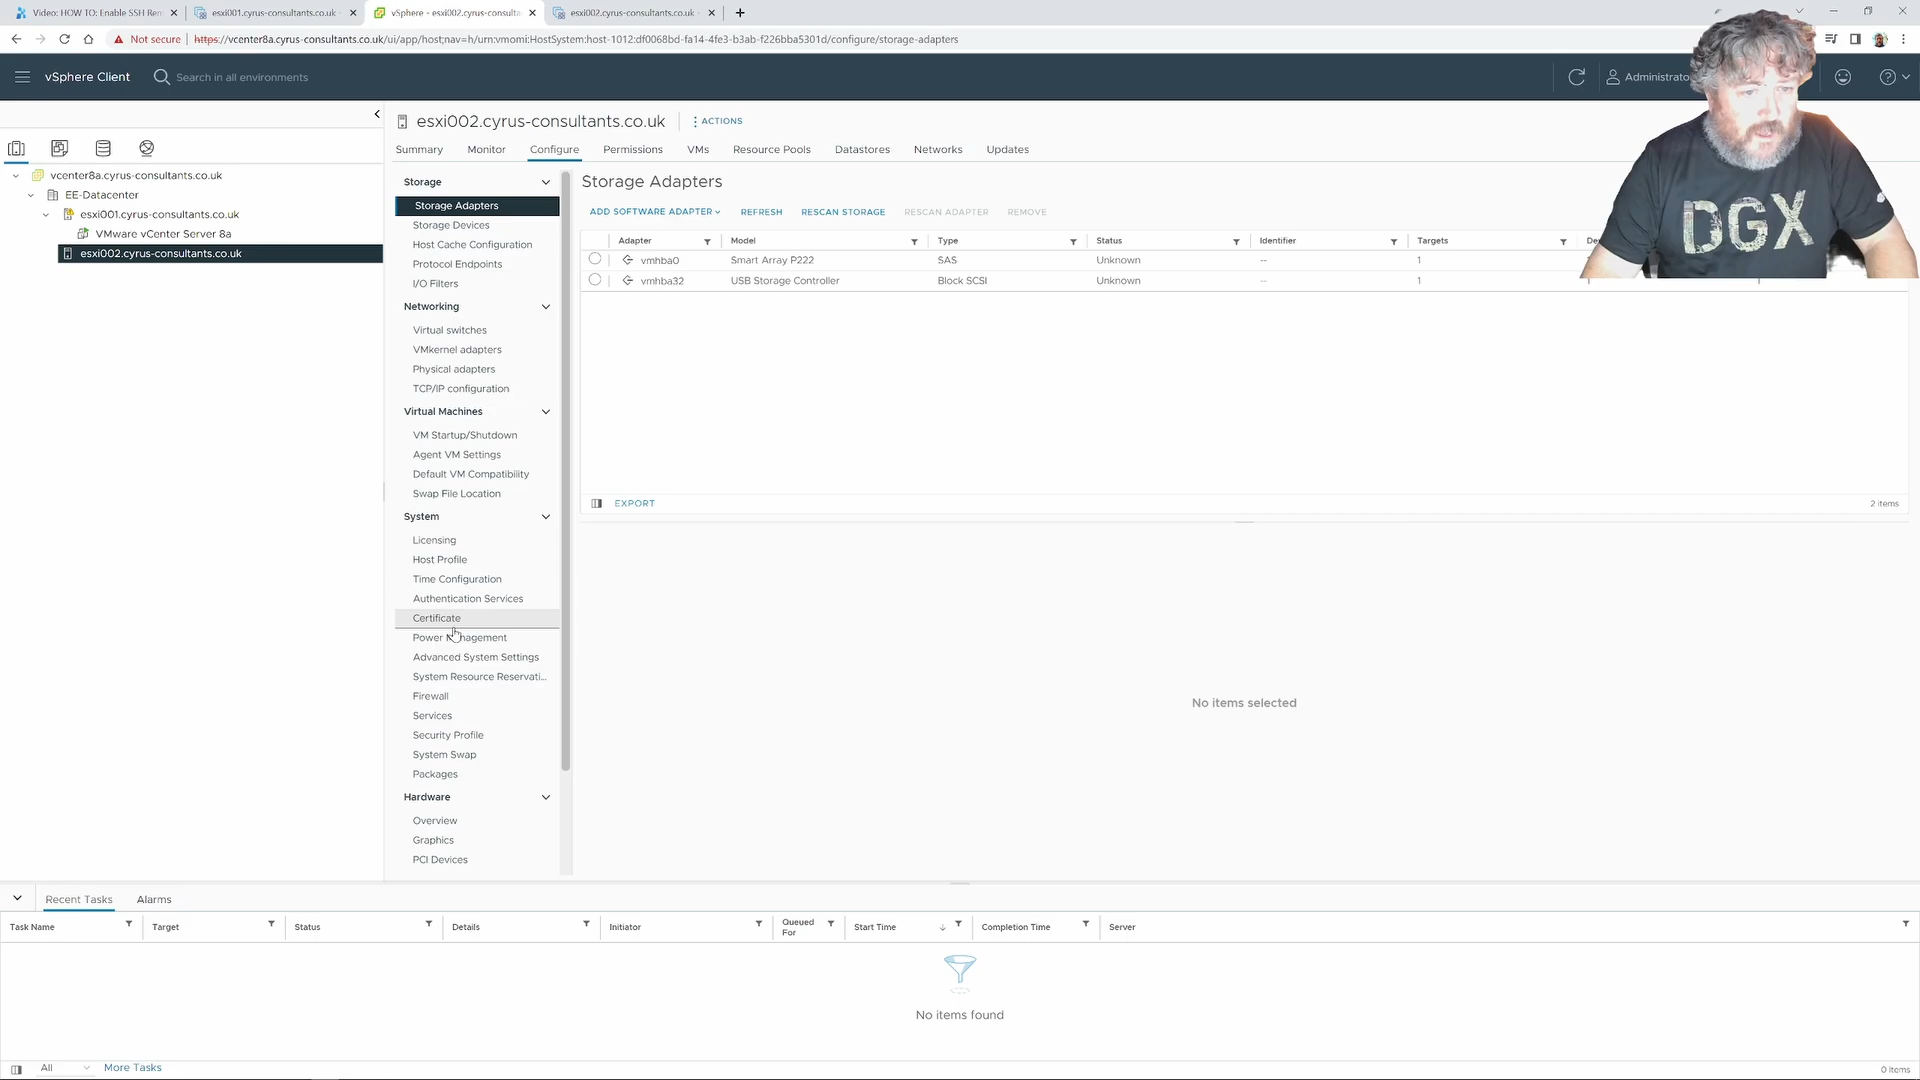 Video: HOW TO: Enable SSH Rem
esxi001.cyrus-consultants.co.uk -
vSphere - esxi002.cyrus-consulta
esxi002.cyrus-consultants.co.uk -
Not secure https://vcenter8a.cyrus-consultants.co.uk/ui/app/host;nav=h/urn:vmomi:HostSystem:host-1012:df0068bd-fa14-4fe3-b3ab-f226bba5301d/configure/storage-adapters
vSphere Client
Search in all environments
Administrato
esxi002.cyrus-consultants.co.uk
ACTIONS
Summary Monitor Configure Permissions VMs Resource Pools Datastores Networks Updates
vcenter8a.cyrus-consultants.co.uk
EE-Datacenter
esxi001.cyrus-consultants.co.uk
VMware vCenter Server 8a
esxi002.cyrus-consultants.co.uk
Storage
Storage Adapters
Storage Devices
Host Cache Configuration
Protocol Endpoints
I/O Filters
Networking
Virtual switches
VMkernel adapters
Physical adapters
TCP/IP configuration
Virtual Machines
VM Startup/Shutdown
Agent VM Settings
Default VM Compatibility
Swap File Location
System
Licensing
Host Profile
Time Configuration
Authentication Services
Certificate
Power Management
Advanced System Settings
System Resource Reservati...
Firewall
Services
Security Profile
System Swap
Packages
Hardware
Overview
Graphics
PCI Devices
Storage Adapters
ADD SOFTWARE ADAPTER REFRESH RESCAN STORAGE RESCAN ADAPTER REMOVE
Adapter Model Type Status Identifier Targets De
vmhba0 Smart Array P222 SAS Unknown -- 1
vmhba32 USB Storage Controller Block SCSI Unknown -- 1 1 1
EXPORT
2 items
No items selected
DGX
Recent Tasks Alarms
Task Name Target Status Details Initiator Queued For Start Time Completion Time Server
No items found
All More Tasks
0 items